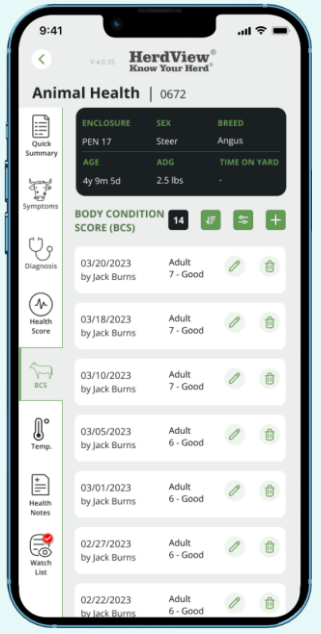 9:41
V 4.0.35
HerdView®
Know Your Herd®
Animal Health | 0672
Quick
Summary
Symptoms
Diagnosis
Health
Score
BCS
Temp.
Health
Notes
Watch
List
ENCLOSURE SEX BREED
PEN 17 Steer Angus
AGE ADG TIME ON YARD
4y 9m 5d 2.5 lbs -
BODY CONDITION
SCORE (BCS) 14
03/20/2023 Adult
by Jack Burns 7 - Good
03/18/2023 Adult
by Jack Burns 7 - Good
03/10/2023 Adult
by Jack Burns 7 - Good
03/05/2023 Adult
by Jack Burns 6 - Good
03/01/2023 Adult
by Jack Burns 6 - Good
02/27/2023 Adult
by Jack Burns 6 - Good
02/22/2023 Adult
by Jack Burns 6 - Good